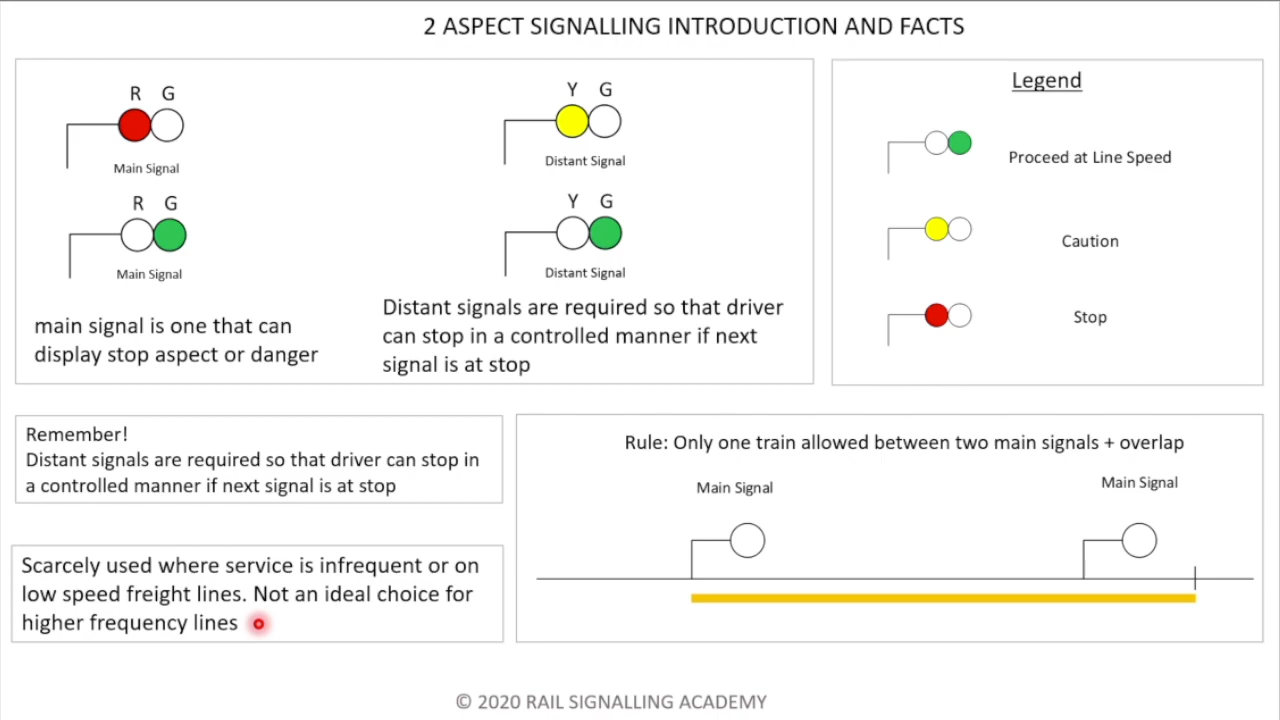 2 ASPECT SIGNALLING INTRODUCTION AND FACTS
R G
Main Signal
R G
Main Signal
main signal is one that can
display stop aspect or danger
Y G
Distant Signal
Y G
Distant Signal
Distant signals are required so that driver
can stop in a controlled manner if next
signal is at stop
Legend
Proceed at Line Speed
Caution
Stop
Remember!
Distant signals are required so that driver can stop in
a controlled manner if next signal is at stop
Scarcely used where service is infrequent or on
low speed freight lines. Not an ideal choice for
higher frequency lines
Rule: Only one train allowed between two main signals + overlap
Main Signal
Main Signal
© 2020 RAIL SIGNALLING ACADEMY